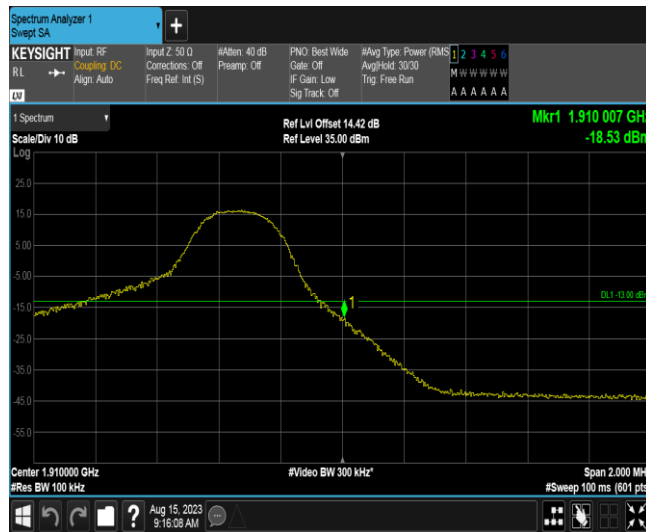 Spectrum Analyzer 1
Swept SA
+
KEYSIGHT
RL
LXI
Input: RF
Coupling: DC
Align: Auto
Input Z: 50 Ω
Corrections: Off
Freq Ref: Int (S)
#Atten: 40 dB
Preamp: Off
PNO: Best Wide
Gate: Off
IF Gain: Low
Sig Track: Off
#Avg Type: Power (RMS
Avg|Hold: 30/30
Trig: Free Run
1 2 3 4 5 6
M W W W W W
A A A A A A
1 Spectrum
Scale/Div 10 dB
Ref Lvl Offset 14.42 dB
Ref Level 35.00 dBm
Mkr1 1.910 007 GHz
-18.53 dBm
Log
25.0
15.0
5.00
-5.00
-15.0
-25.0
-35.0
-45.0
-55.0
DL1 -13.00 dBm
1
Center 1.910000 GHz
#Res BW 100 kHz
#Video BW 300 kHz*
Span 2.000 MH
#Sweep 100 ms (601 pts
?
Aug 15, 2023
9:16:08 AM